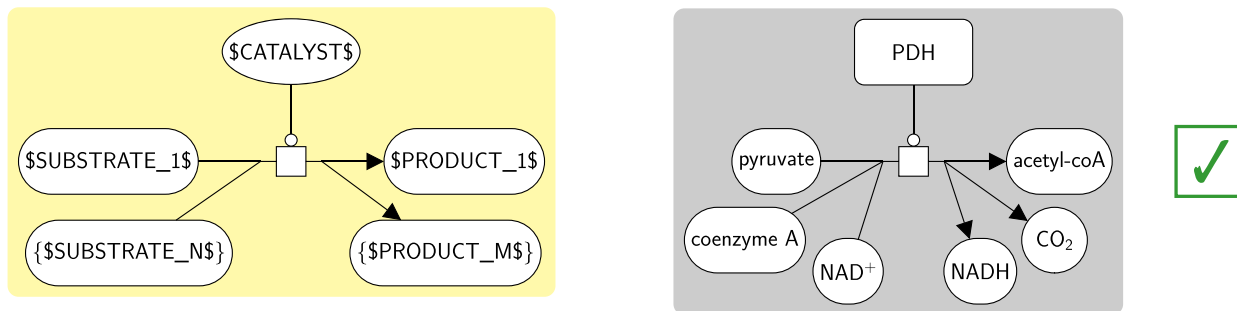 $CATALYST$
$SUBSTRATE_1$
$PRODUCT_1$
{$SUBSTRATE_N$}
{$PRODUCT_M$}
PDH
pyruvate
acetyl-coA
coenzyme A
NAD⁺
NADH
CO₂